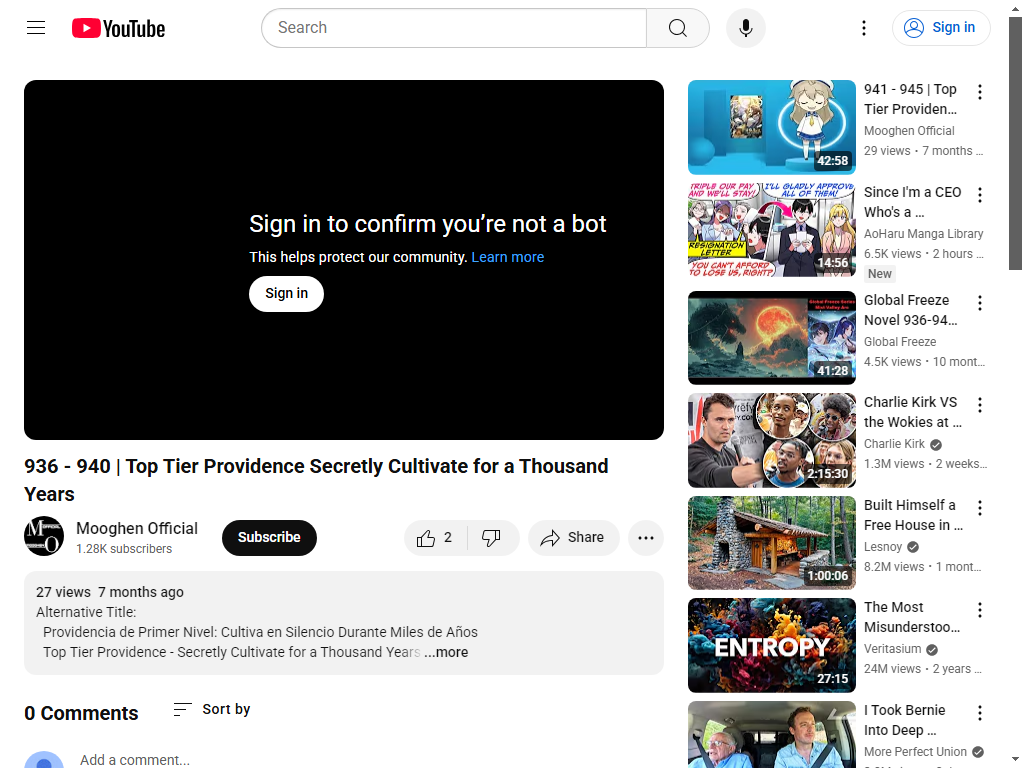 YouTube
Search
Sign in
Sign in to confirm you’re not a bot
This helps protect our community. Learn more
Sign in
936 - 940 | Top Tier Providence Secretly Cultivate for a Thousand
Years
Mooghen Official
1.28K subscribers
Subscribe
2
Share
27 views 7 months ago
Alternative Title:
Providencia de Primer Nivel: Cultiva en Silencio Durante Miles de Años
Top Tier Providence - Secretly Cultivate for a Thousand Years ...more
0 Comments
Sort by
Add a comment...
42:58
941 - 945 | Top
Tier Providen...
Mooghen Official
29 views • 7 months ...
TRIPLE OUR PAY
AND WE'LL STAY!
I'LL GLADLY APPROVE
ALL OF THEM!
RESIGNATION
LETTER
YOU CAN'T AFFORD
TO LOSE US, RIGHT?
14:56
Since I'm a CEO
Who's a ...
AoHaru Manga Library
6.5K views • 2 hours ...
New
41:28
Global Freeze
Novel 936-94...
Global Freeze
4.5K views • 10 mont...
2:15:30
Charlie Kirk VS
the Wokies at ...
Charlie Kirk
1.3M views • 2 weeks...
1:00:06
Built Himself a
Free House in ...
Lesnoy
8.2M views • 1 mont...
ENTROPY
27:15
The Most
Misunderstoo...
Veritasium
24M views • 2 years ...
I Took Bernie
Into Deep ...
More Perfect Union